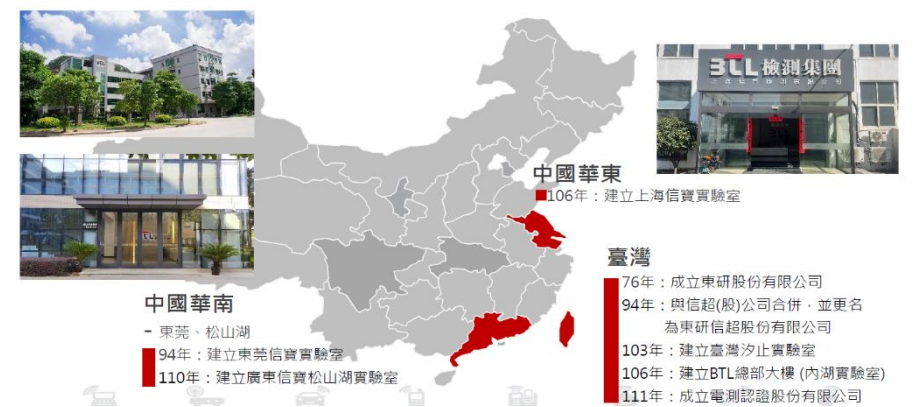 BTL
BTL 檢測集團
BTL
中國華東
106年：建立上海信寶實驗室
臺灣
76年：成立東研股份有限公司
94年：與信超(股)公司合併，並更名
為東研信超股份有限公司
103年：建立臺灣汐止實驗室
106年：建立BTL總部大樓 (內湖實驗室)
111年：成立電測認證股份有限公司
中國華南
- 東莞、松山湖
94年：建立東莞信寶實驗室
110年：建立廣東信寶松山湖實驗室